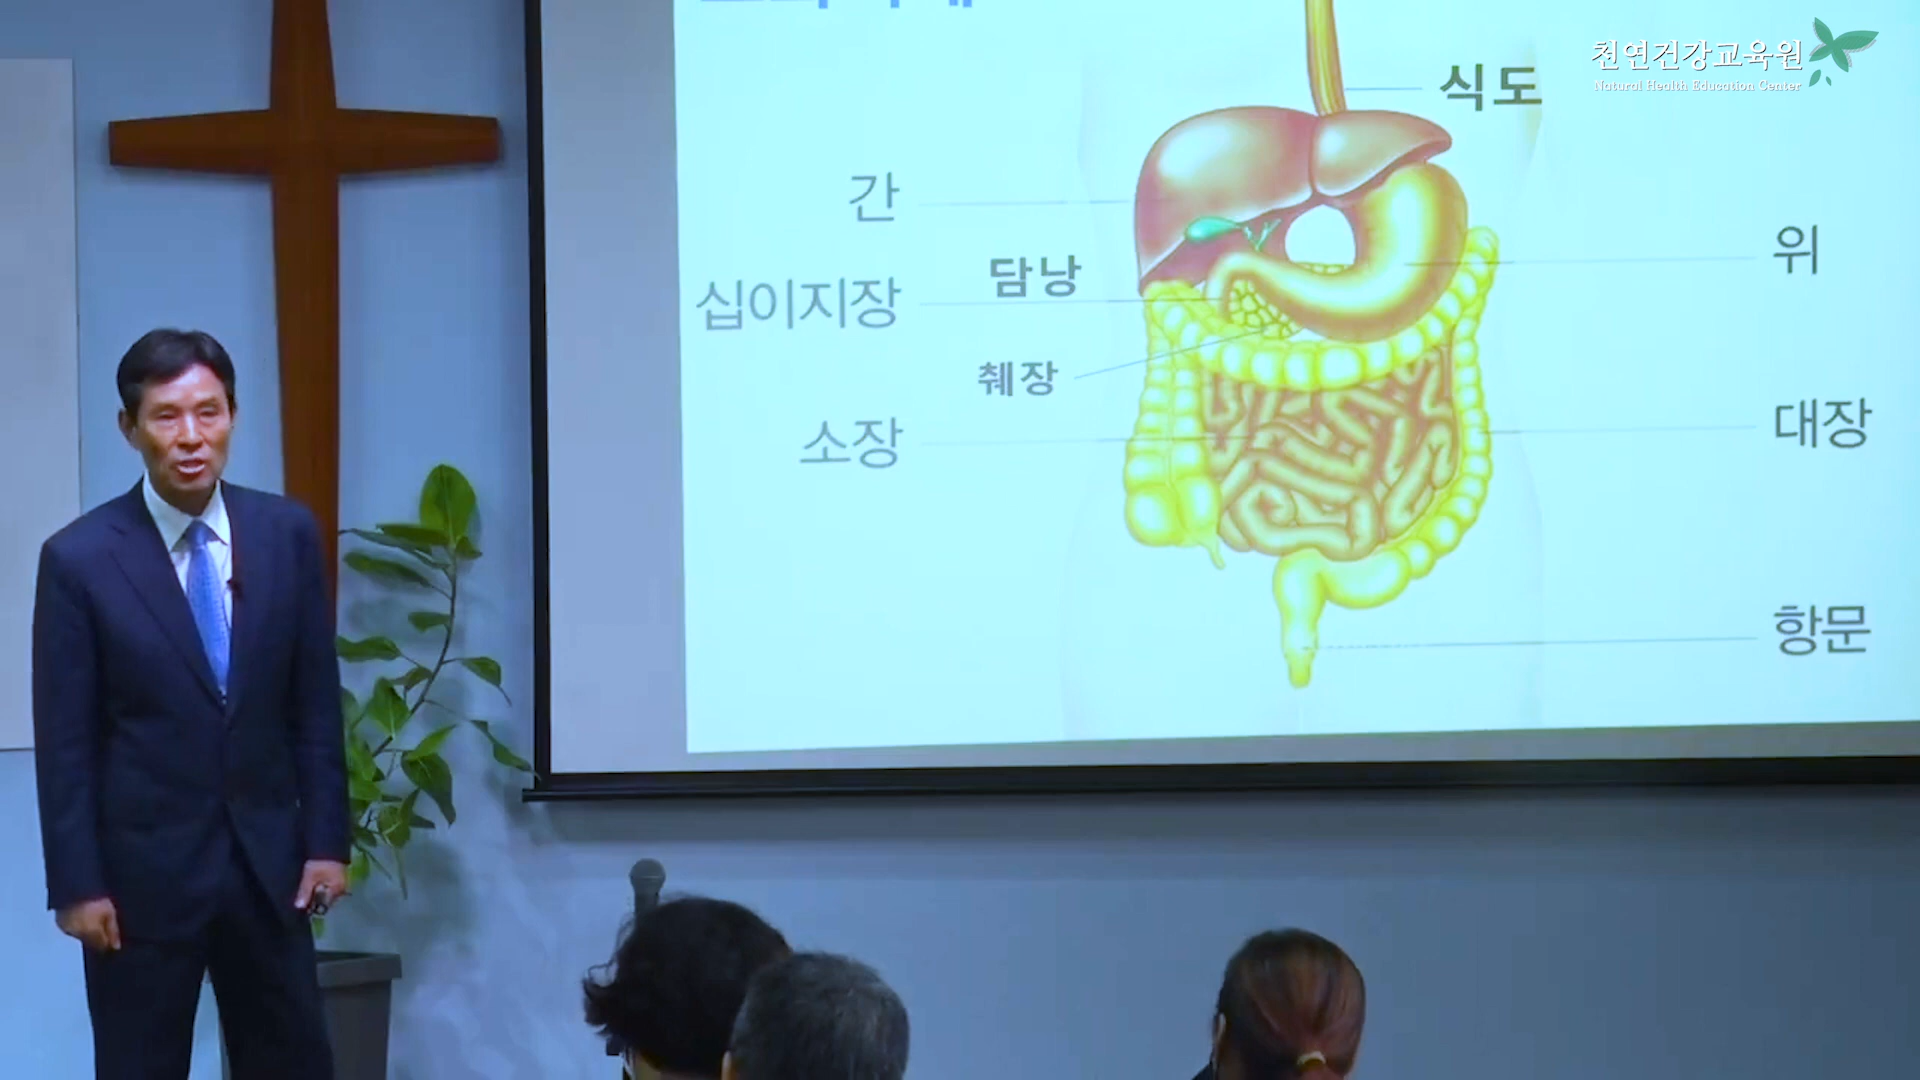 천연건강교육원
Natural Health Education Center
식도
간
위
담낭
십이지장
췌장
대장
소장
항문